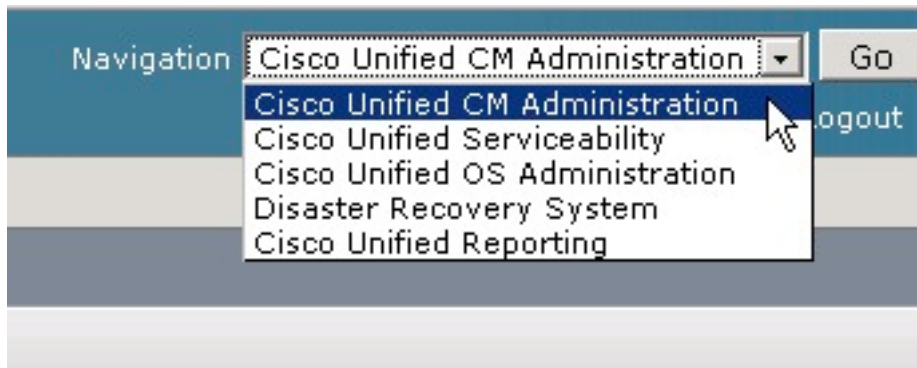 Navigation Cisco Unified CM Administration Go
Cisco Unified CM Administration
ogout
Cisco Unified Serviceability
Cisco Unified OS Administration
Disaster Recovery System
Cisco Unified Reporting